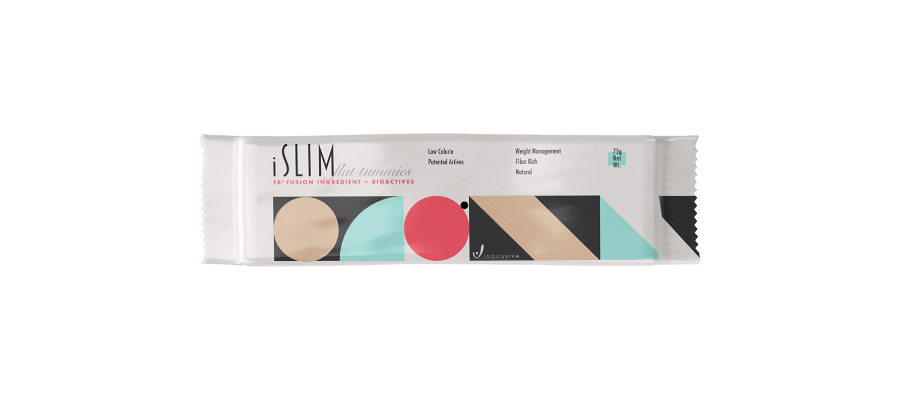 iSLIM
flat tummies
FB³ FUSION INGREDIENT + BIOACTIVES
Low Calorie
Patented Actives
Weight Management
Fiber Rich
Natural
75g
Net
Wt.
INDUSVIVA